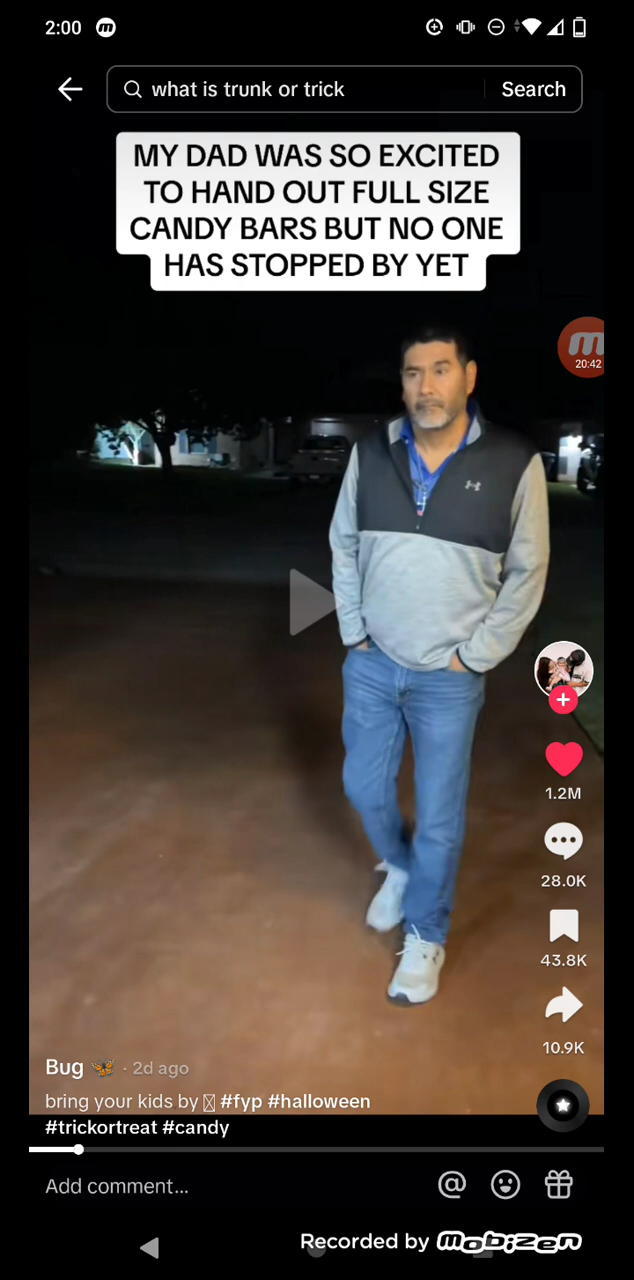 2:00
what is trunk or trick Search
MY DAD WAS SO EXCITED
TO HAND OUT FULL SIZE
CANDY BARS BUT NO ONE
HAS STOPPED BY YET
20:42
1.2M
28.0K
43.8K
10.9K
Bug 🦋 · 2d ago
bring your kids by #fyp #halloween
#trickortreat #candy
Add comment...
Recorded by mobizen